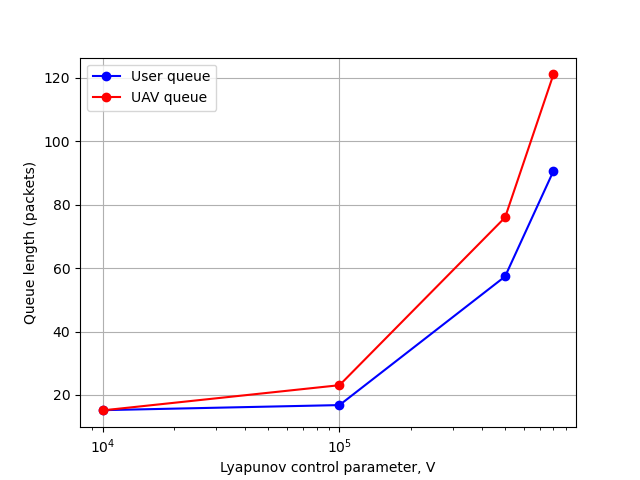 User queue
UAV queue
120
100
80
60
40
20
Queue length (packets)
10⁴
10⁵
Lyapunov control parameter, V